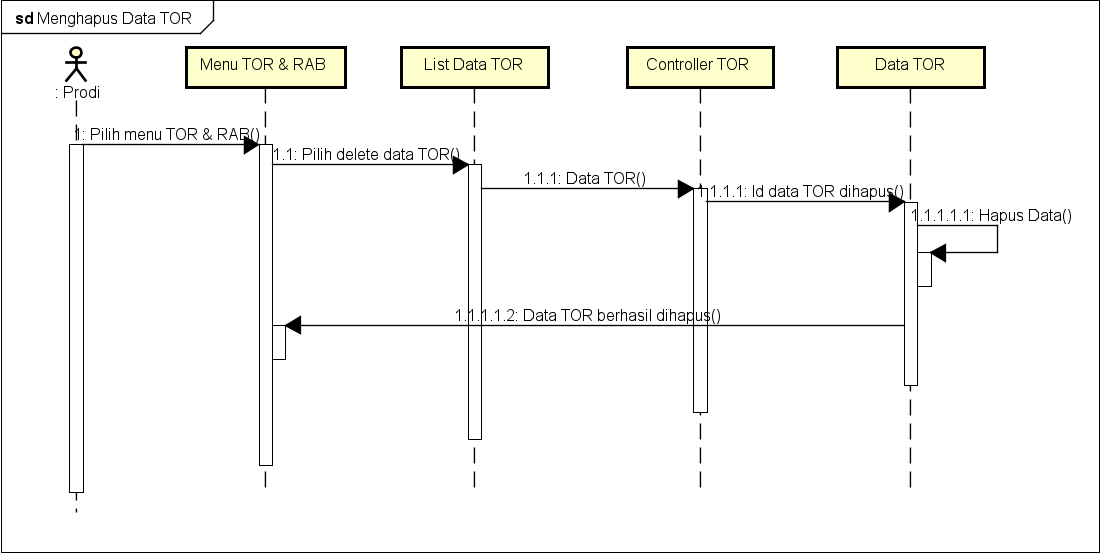 sd Menghapus Data TOR
: Prodi
Menu TOR & RAB
List Data TOR
Controller TOR
Data TOR
1: Pilih menu TOR & RAB()
1.1: Pilih delete data TOR()
1.1.1: Data TOR()
1.1.1: Id data TOR dihapus()
1.1.1.1.1: Hapus Data()
1.1.1.1.2: Data TOR berhasil dihapus()